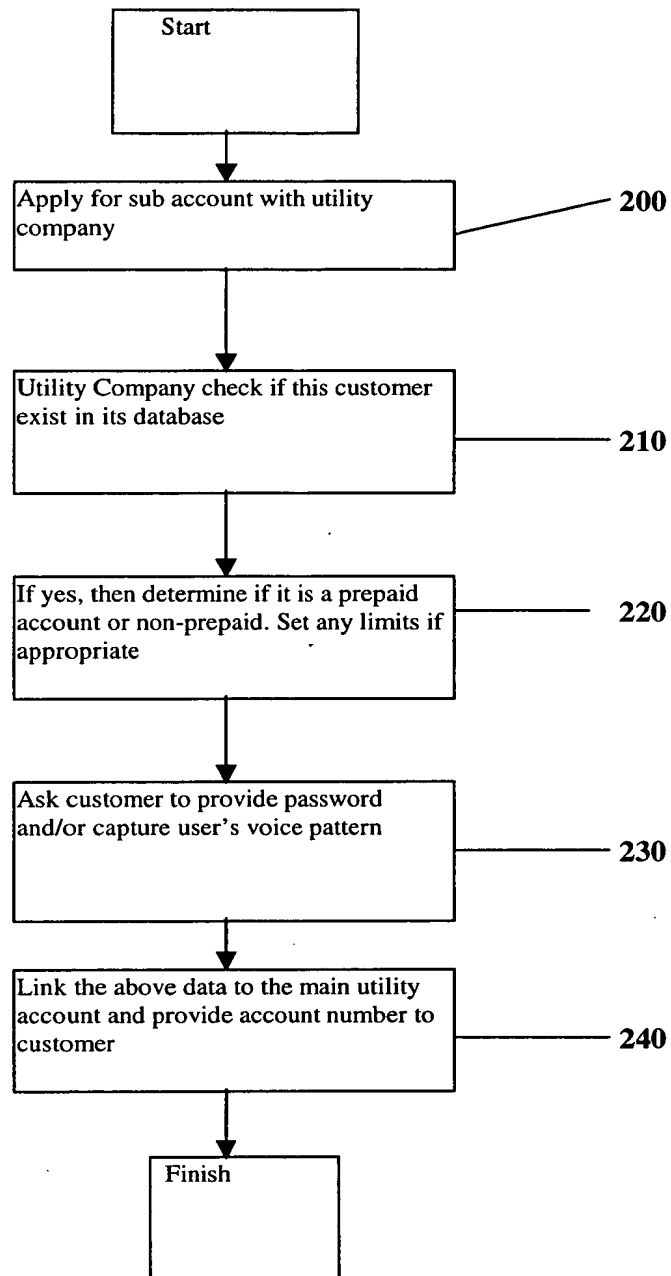 Start
Apply for sub account with utility
company
200
Utility Company check if this customer
exist in its database
210
If yes, then determine if it is a prepaid
account or non-prepaid. Set any limits if
appropriate
220
Ask customer to provide password
and/or capture user's voice pattern
230
Link the above data to the main utility
account and provide account number to
customer
240
Finish